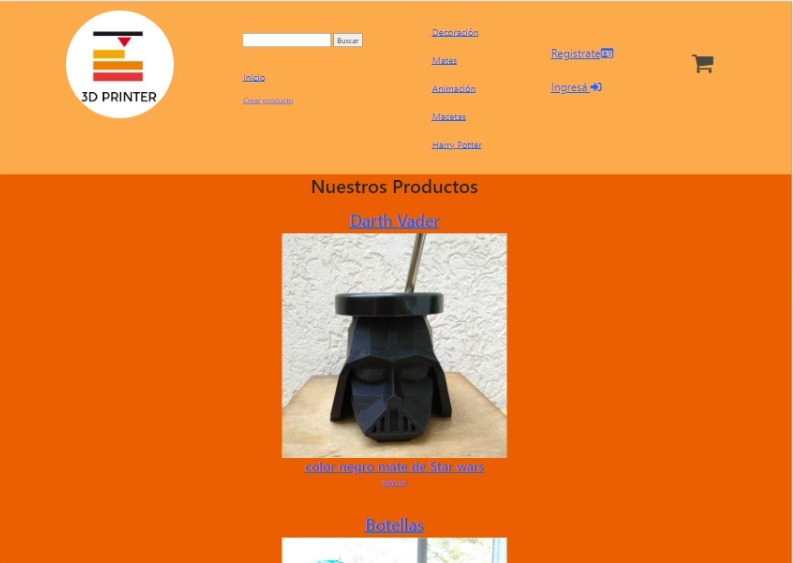 3D PRINTER
Buscar
Inicio
Crear producto
Decoración
Mates
Animación
Macetas
Harry Potter
Registrate
Ingresá
Nuestros Productos
Darth Vader
color negro mate de Star wars
Botellas